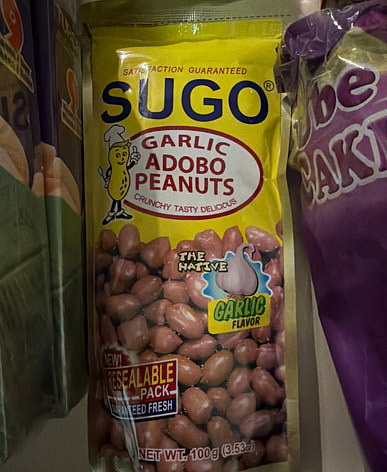 SATISFACTION GUARANTEED
SUGO®
GARLIC
ADOBO
PEANUTS
CRUNCHY TASTY DELICIOUS
THE
NATIVE
GARLIC
FLAVOR
NEW!
RESEALABLE
PACK
GUARANTEED FRESH
NET WT. 100 g (3.53oz)